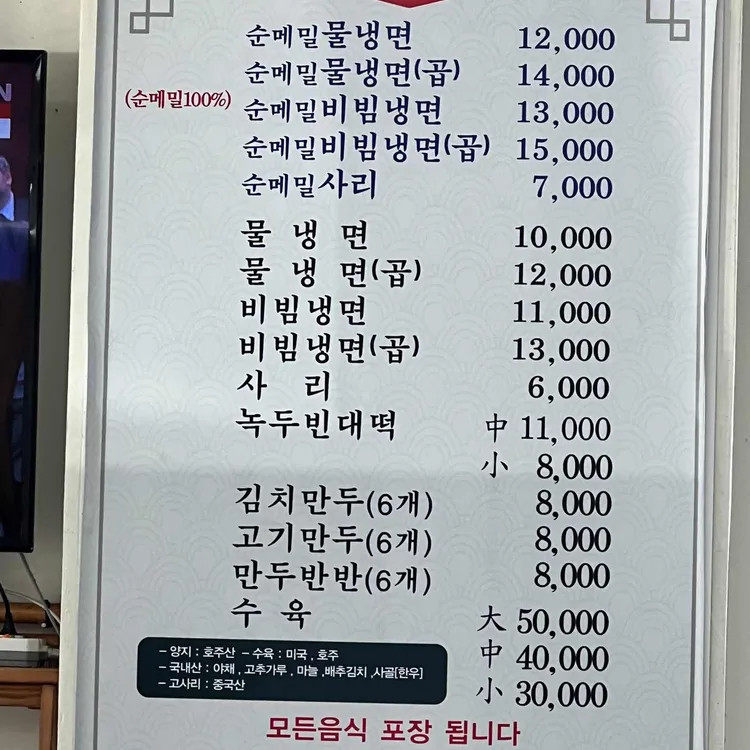 순메밀물냉면 12,000
순메밀물냉면(곱) 14,000
(순메밀100%)
순메밀비빔냉면 13,000
순메밀비빔냉면(곱) 15,000
순메밀사리 7,000
물 냉 면 10,000
물 냉 면(곱) 12,000
비빔냉면 11,000
비빔냉면(곱) 13,000
사 리 6,000
녹두빈대떡 中 11,000
小 8,000
김치만두(6개) 8,000
고기만두(6개) 8,000
만두반반(6개) 8,000
수 육 大 50,000
中 40,000
小 30,000
- 양지 : 호주산 - 수육 : 미국 , 호주
- 국내산 : 야채 , 고추가루 , 마늘 ,배추김치 ,사골[한우]
- 고사리 : 중국산
모든음식 포장 됩니다